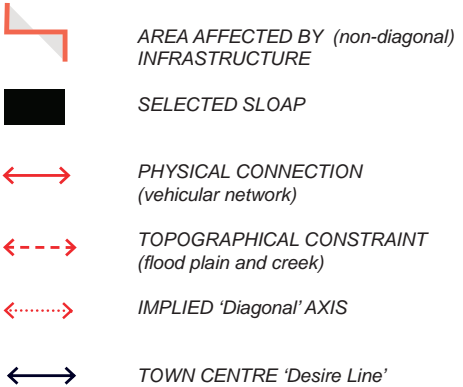 AREA AFFECTED BY (non-diagonal)
INFRASTRUCTURE
SELECTED SLOAP
PHYSICAL CONNECTION
(vehicular network)
TOPOGRAPHICAL CONSTRAINT
(flood plain and creek)
IMPLIED 'Diagonal' AXIS
TOWN CENTRE 'Desire Line'